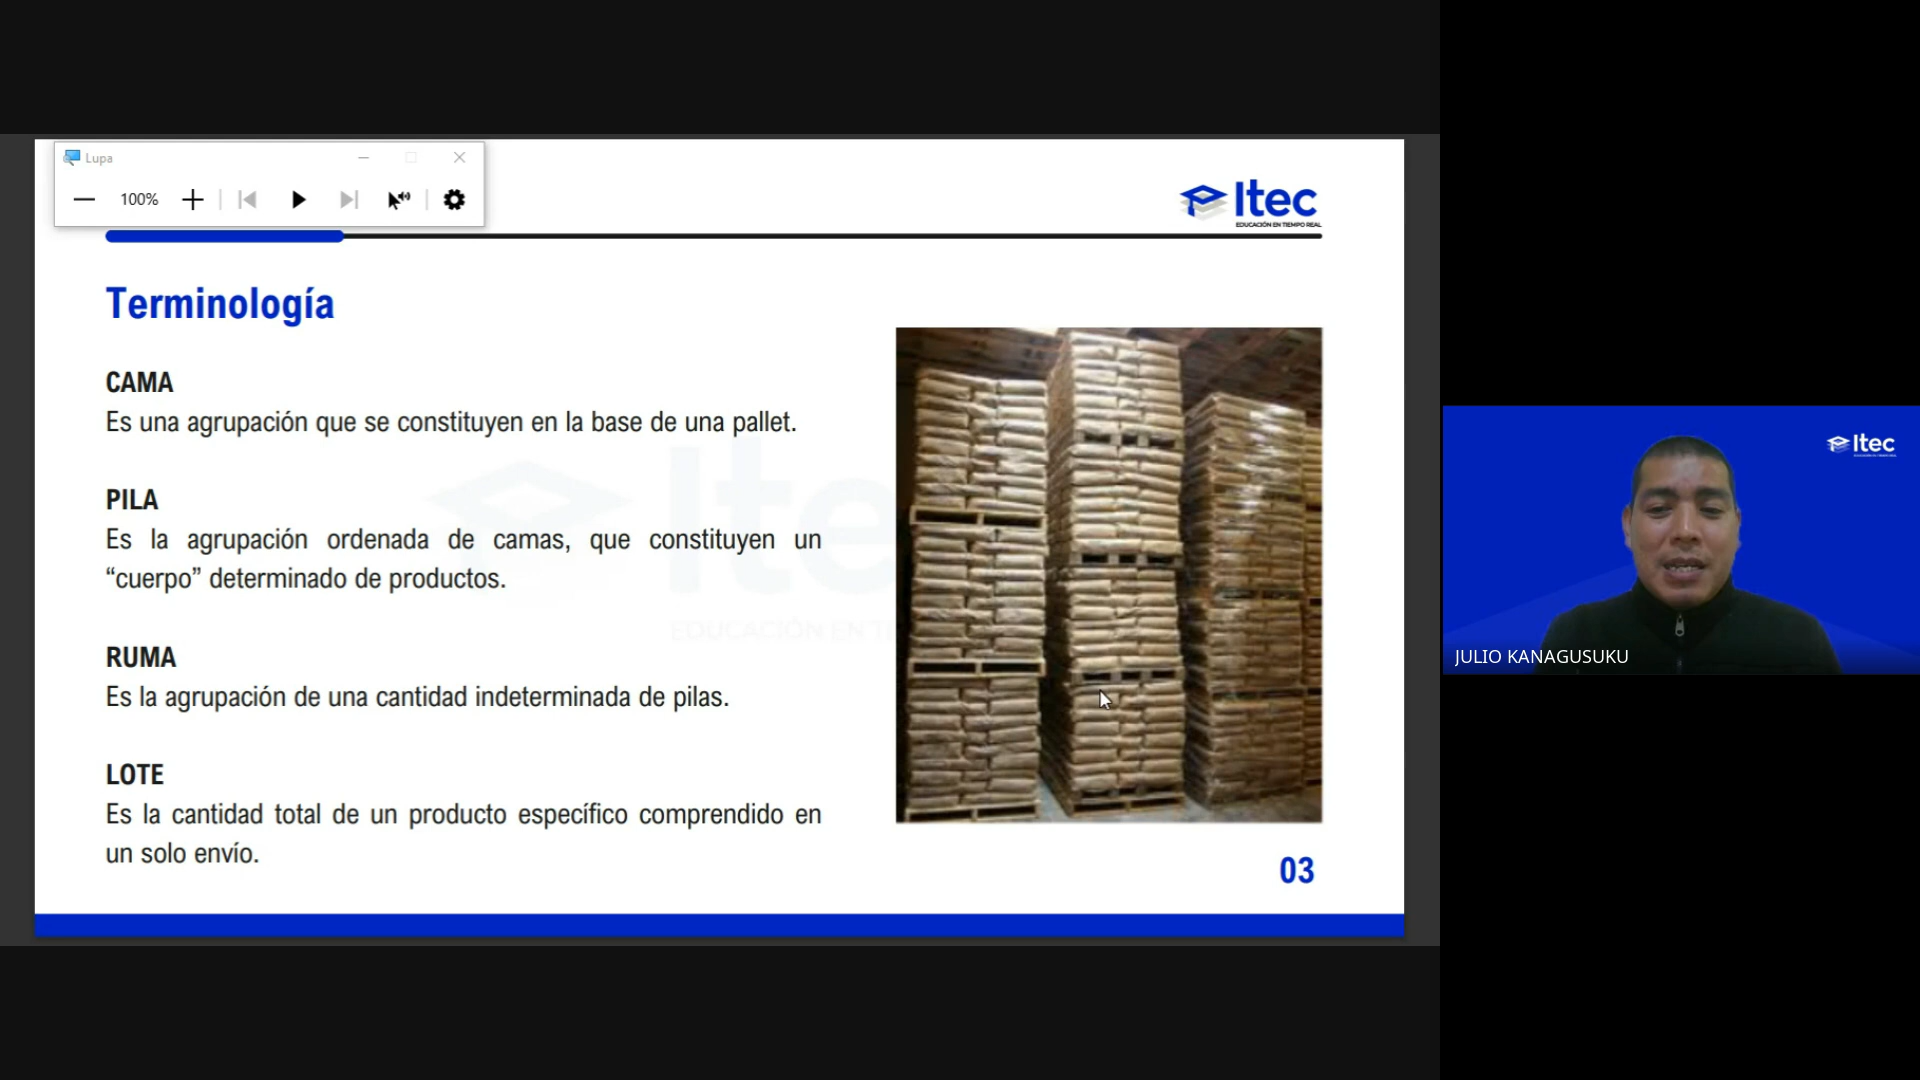 Lupa
100%
Itec
EDUCACIÓN EN TIEMPO REAL
Terminología
CAMA
Es una agrupación que se constituyen en la base de una pallet.
PILA
Es la agrupación ordenada de camas, que constituyen un
“cuerpo” determinado de productos.
RUMA
Es la agrupación de una cantidad indeterminada de pilas.
LOTE
Es la cantidad total de un producto específico comprendido en
un solo envío.
03
Itec
JULIO KANAGUSUKU